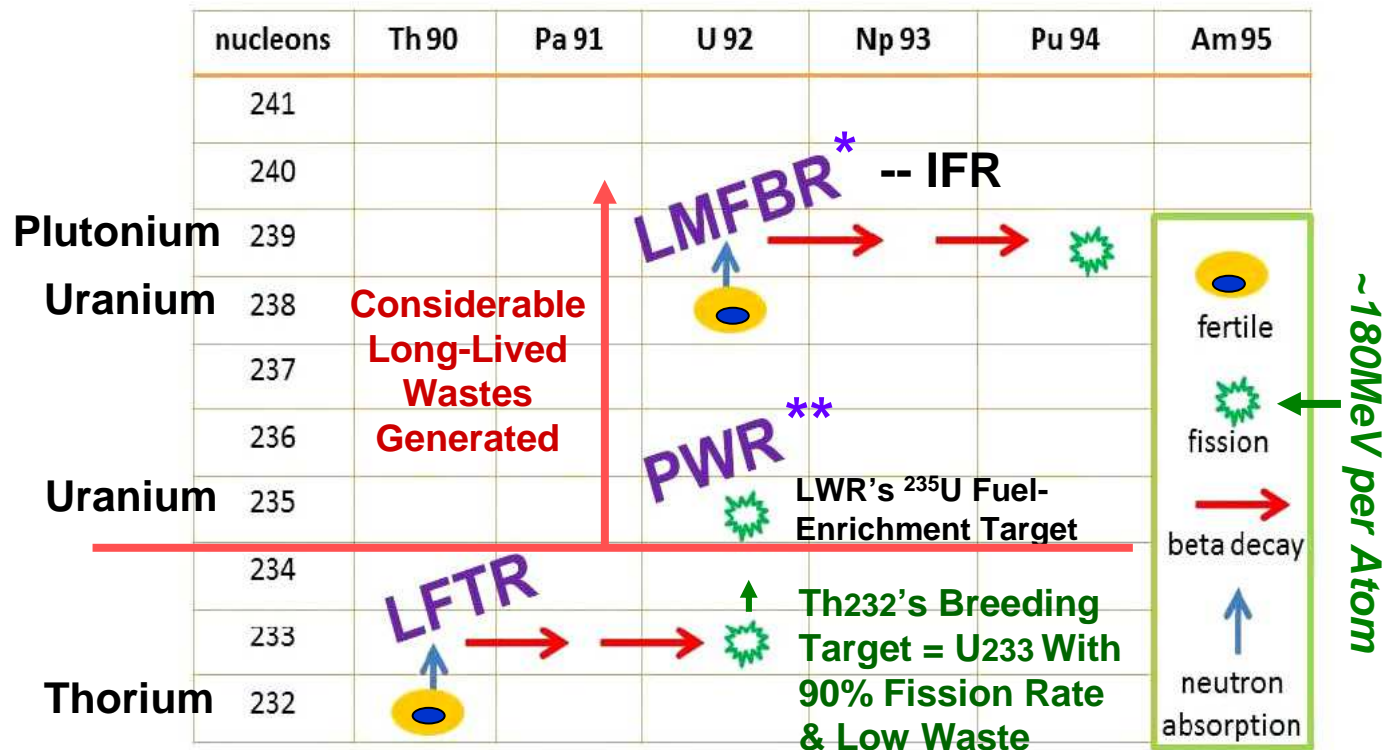 nucleons Th 90 Pa 91 U 92 Np 93 Pu 94 Am 95
241
240
LMFBR* -- IFR
Plutonium 239
Uranium 238
Considerable
Long-Lived
Wastes
Generated
237
236
PWR**
Uranium 235
LWR's ²³⁵U Fuel-
Enrichment Target
234
LFTR
233
Thorium 232
Th232's Breeding
Target = U233 With
90% Fission Rate
& Low Waste
fertile
fission
beta decay
neutron
absorption
~180MeV per Atom